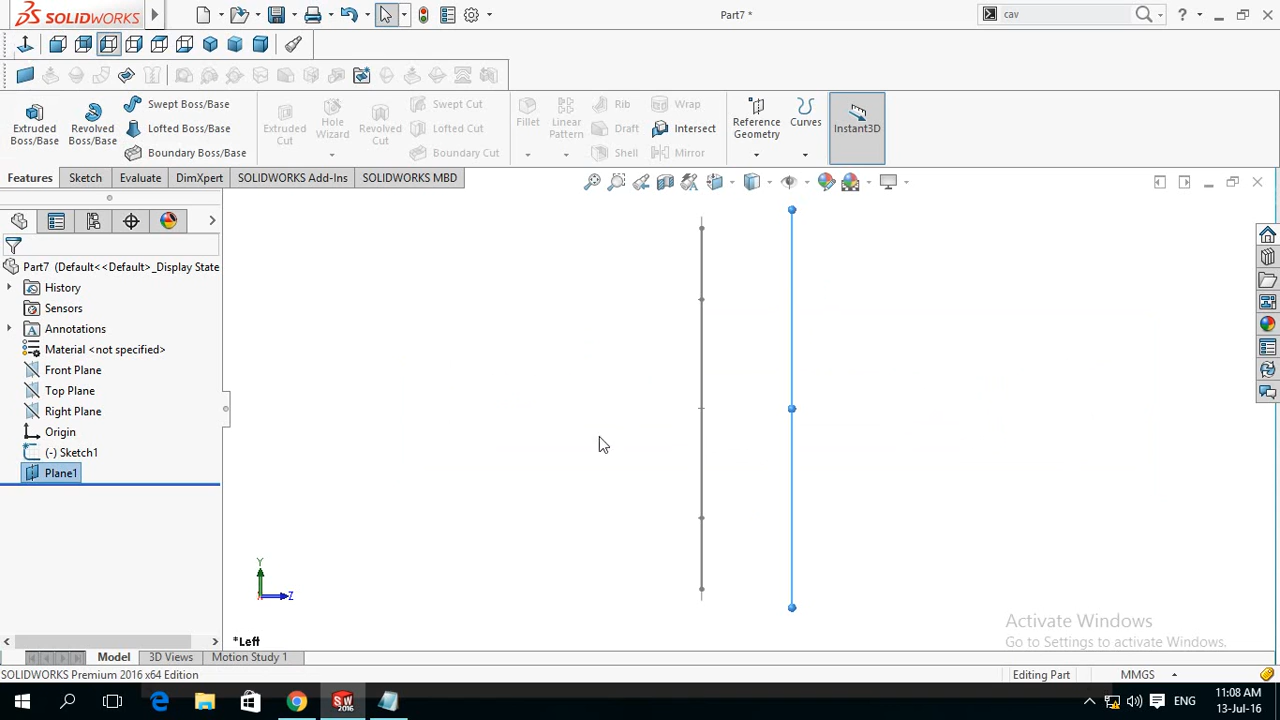 SOLIDWORKS
Part7 *
cav
Extruded Boss/Base
Revolved Boss/Base
Swept Boss/Base
Lofted Boss/Base
Boundary Boss/Base
Extruded Cut
Hole Wizard
Revolved Cut
Swept Cut
Lofted Cut
Boundary Cut
Fillet
Linear Pattern
Rib
Draft
Shell
Wrap
Intersect
Mirror
Reference Geometry
Curves
Instant3D
Features
Sketch
Evaluate
DimXpert
SOLIDWORKS Add-Ins
SOLIDWORKS MBD
Part7 (Default<<Default>_Display State
History
Sensors
Annotations
Material <not specified>
Front Plane
Top Plane
Right Plane
Origin
(-) Sketch1
Plane1
Y
Z
*Left
Activate Windows
Go to Settings to activate Windows.
Model
3D Views
Motion Study 1
SOLIDWORKS Premium 2016 x64 Edition
Editing Part
MMGS
ENG
11:08 AM
13-Jul-16